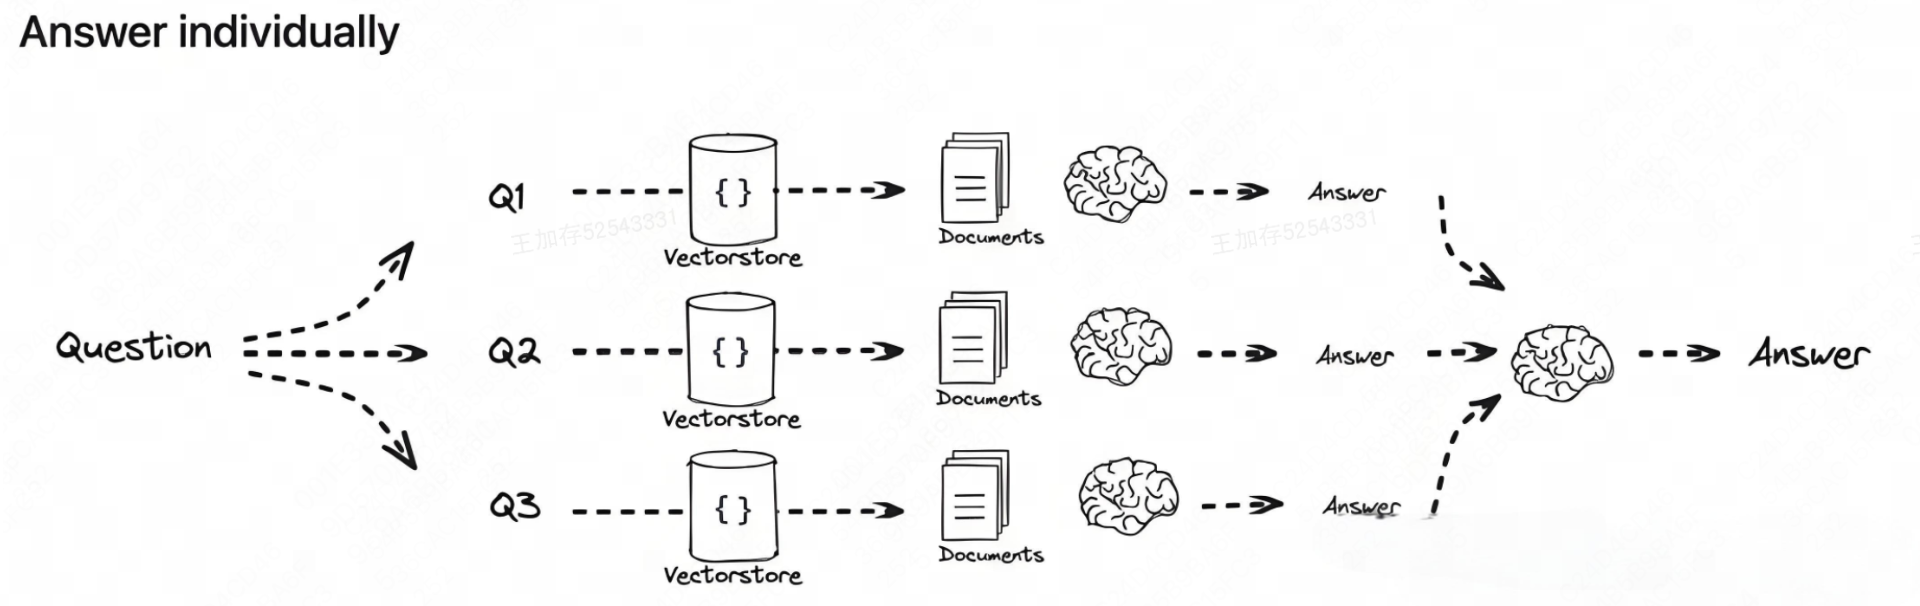 Answer individually
Question
Q1
{ }
Vectorstore
Documents
Answer
Q2
{ }
Vectorstore
Documents
Answer
Q3
{ }
Vectorstore
Documents
Answer
Answer
王加存52543331
王加存52543331